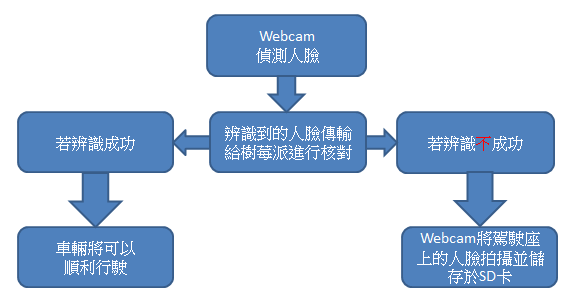 Webcam
偵測人臉
若辨識成功
辨識到的人臉傳輸
給樹莓派進行核對
若辨識不成功
車輛將可以
順利行駛
Webcam將駕駛座
上的人臉拍攝並儲
存於SD卡